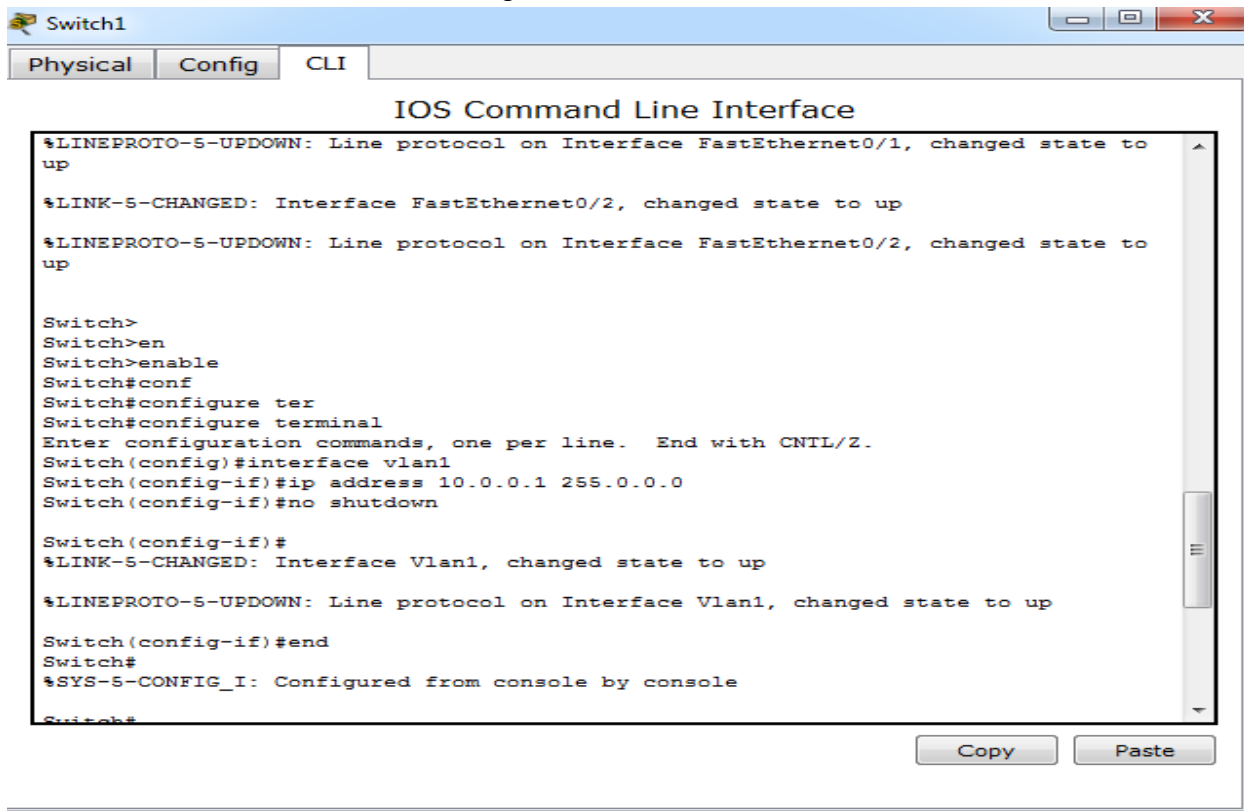 Switch1
Physical Config CLI
IOS Command Line Interface
%LINEPROTO-5-UPDOWN: Line protocol on Interface FastEthernet0/1, changed state to
up
%LINK-5-CHANGED: Interface FastEthernet0/2, changed state to up
%LINEPROTO-5-UPDOWN: Line protocol on Interface FastEthernet0/2, changed state to
up
Switch>
Switch>en
Switch>enable
Switch#conf
Switch#configure ter
Switch#configure terminal
Enter configuration commands, one per line.  End with CNTL/Z.
Switch(config)#interface vlan1
Switch(config-if)#ip address 10.0.0.1 255.0.0.0
Switch(config-if)#no shutdown
Switch(config-if)#
%LINK-5-CHANGED: Interface Vlan1, changed state to up
%LINEPROTO-5-UPDOWN: Line protocol on Interface Vlan1, changed state to up
Switch(config-if)#end
Switch#
%SYS-5-CONFIG_I: Configured from console by console
Switch#
Copy Paste